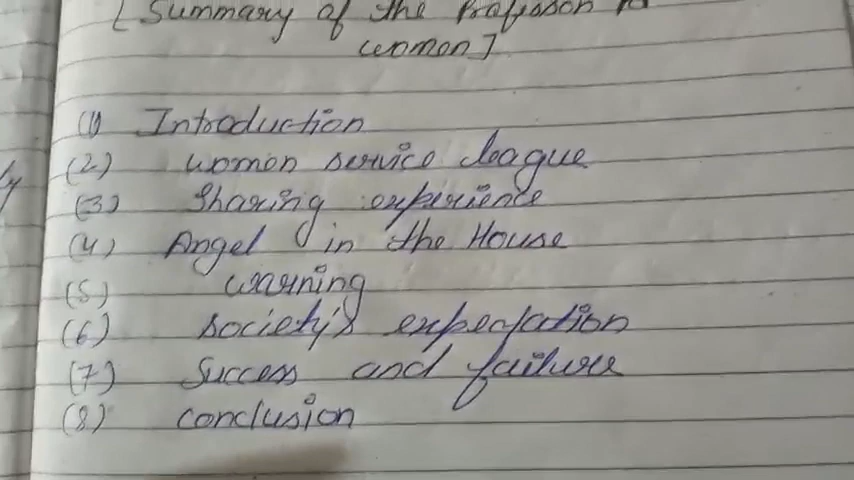 [Summary of the Profession for
women]
(1) Introduction
(2) women service league
(3) Sharing experience
(4) Angel in the House
(5) warning
(6) society's expectation
(7) Success and failure
(8) conclusion